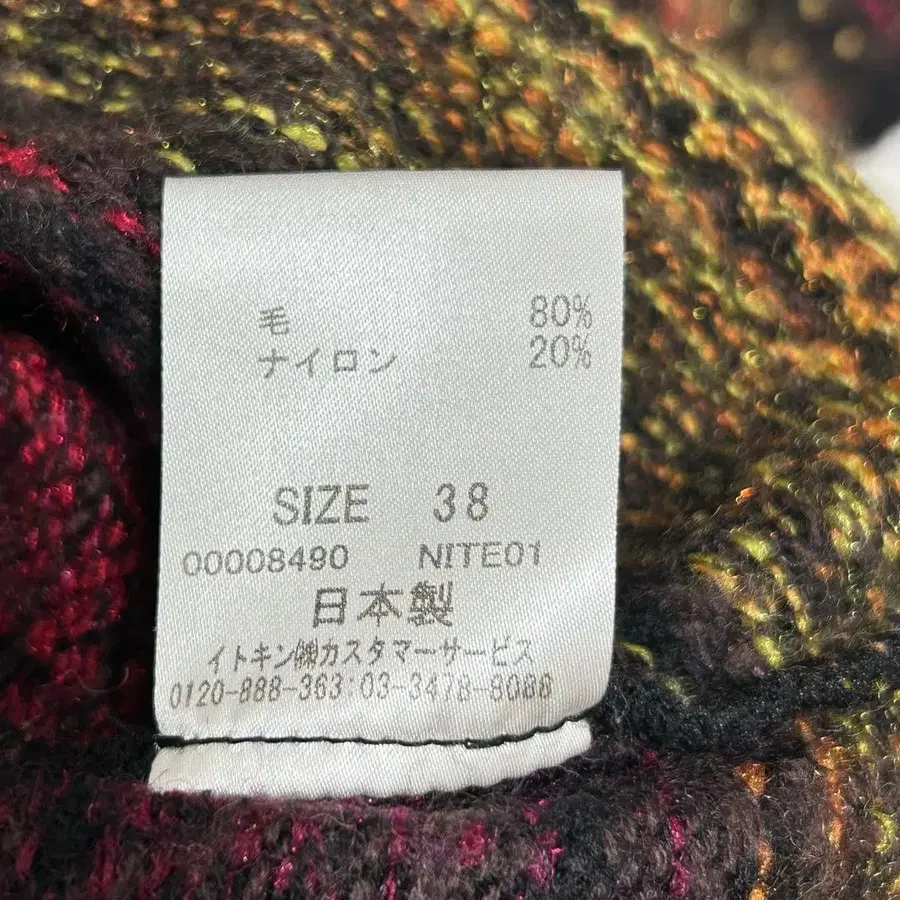 毛 80%
ナイロン 20%
SIZE 38
00008490 NITE01
日本製
イトキン㈱カスタマーサービス
0120-888-363:03-3478-8088